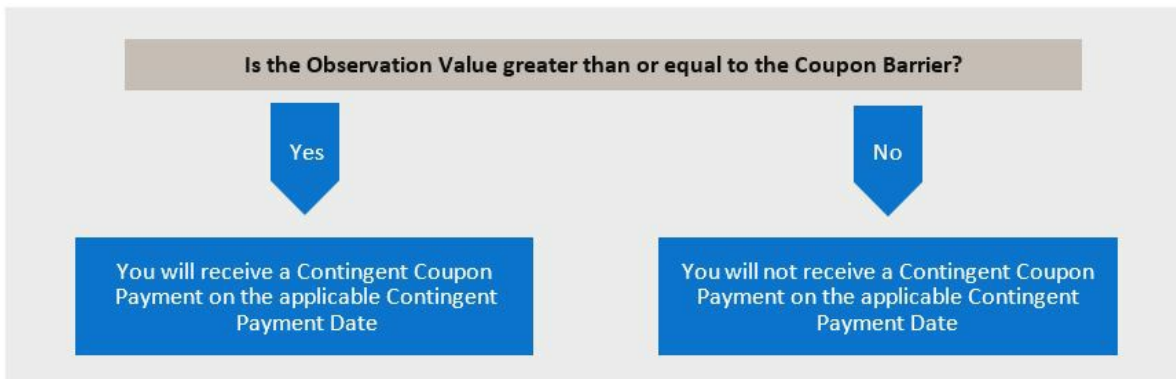 Is the Observation Value greater than or equal to the Coupon Barrier?
Yes
No
You will receive a Contingent Coupon
Payment on the applicable Contingent
Payment Date
You will not receive a Contingent Coupon
Payment on the applicable Contingent
Payment Date